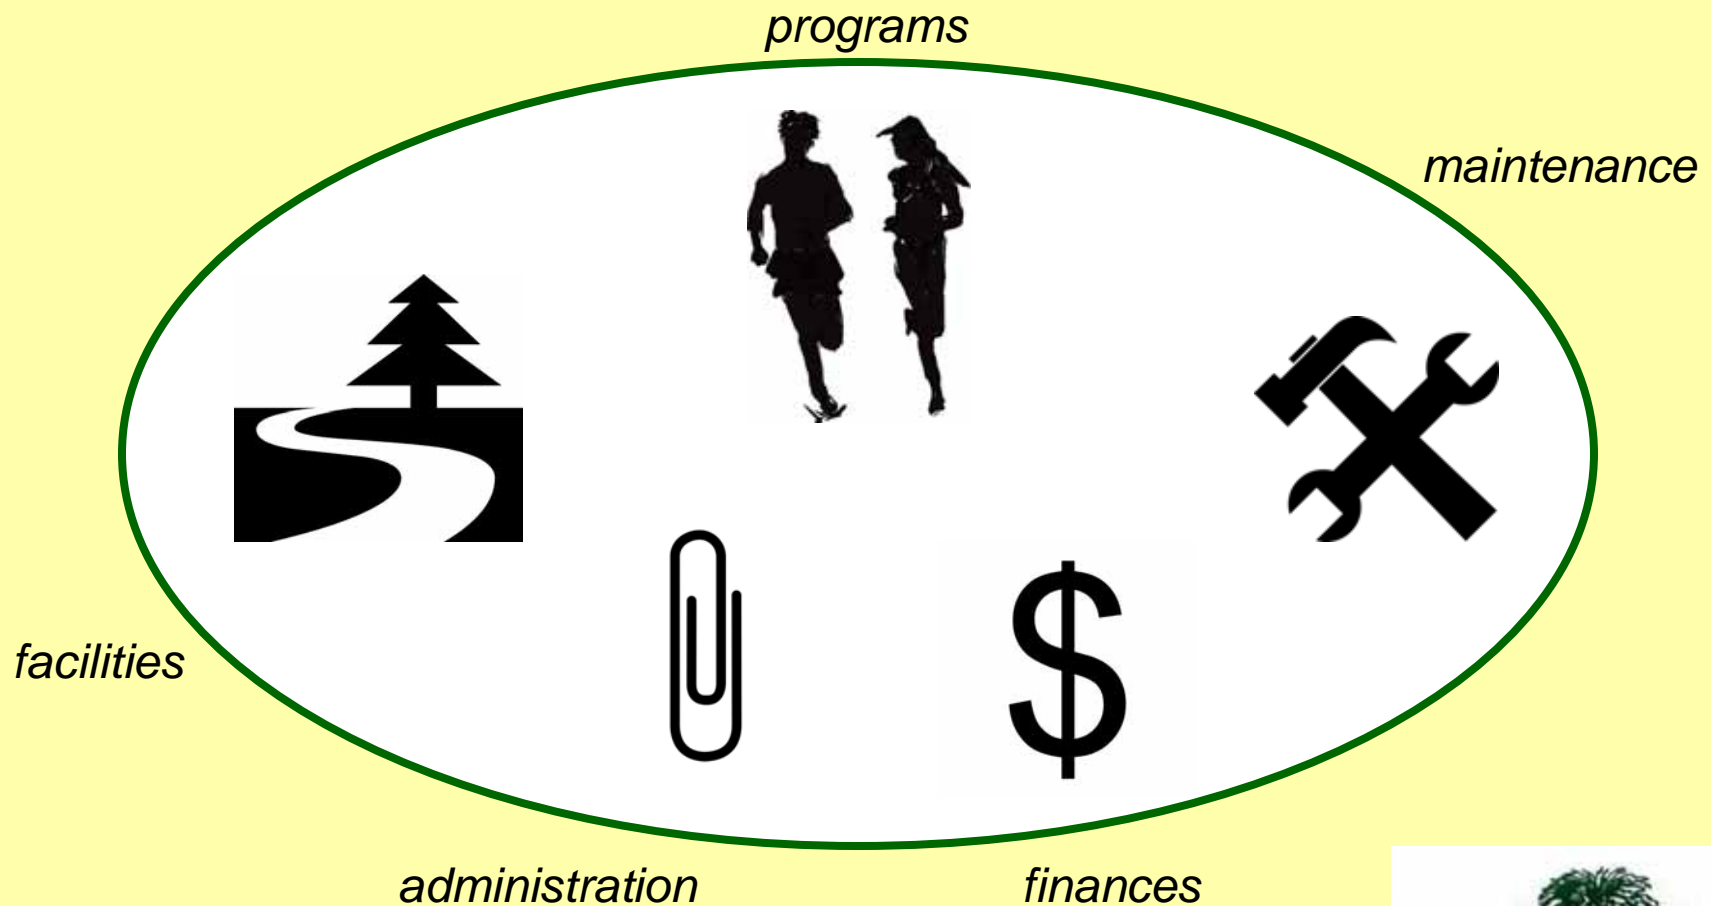 programs
maintenance
facilities
$
administration
finances